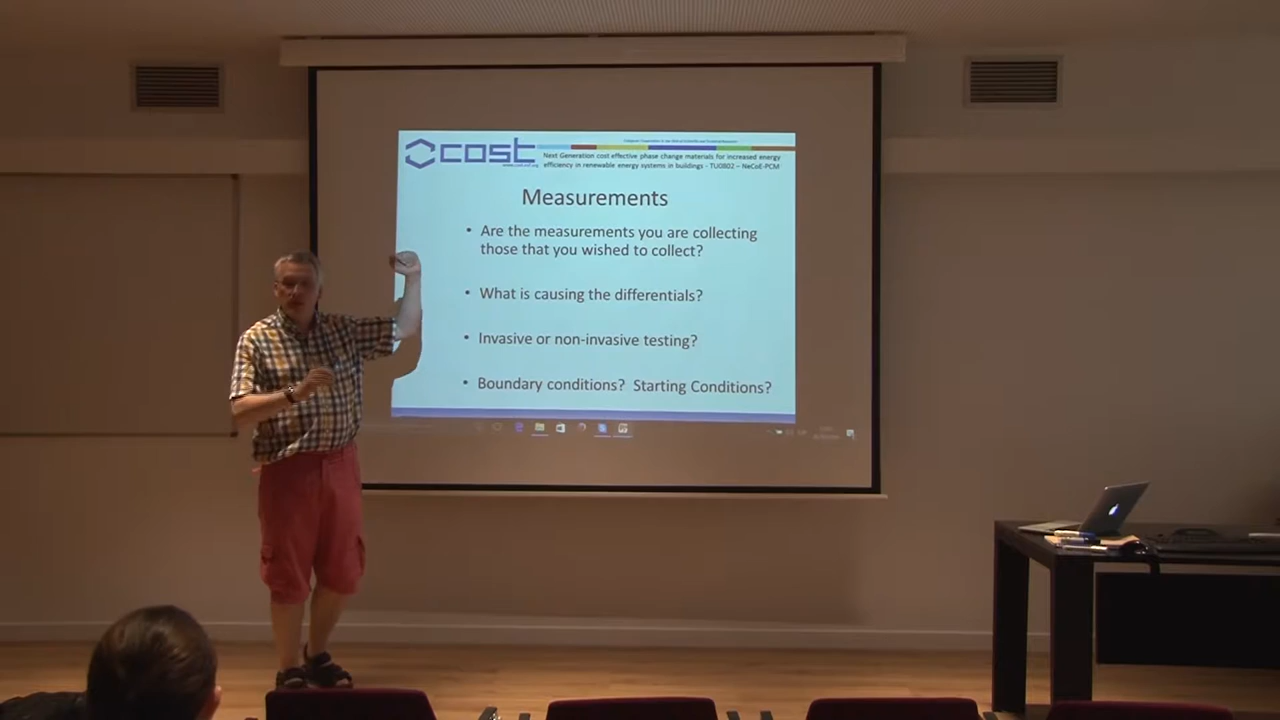 cost
Next Generation cost effective phase change materials for increased energy
efficiency in renewable energy systems in buildings - TU0802 – NeCoE-PCM
Measurements
• Are the measurements you are collecting
those that you wished to collect?
• What is causing the differentials?
• Invasive or non-invasive testing?
• Boundary conditions? Starting Conditions?